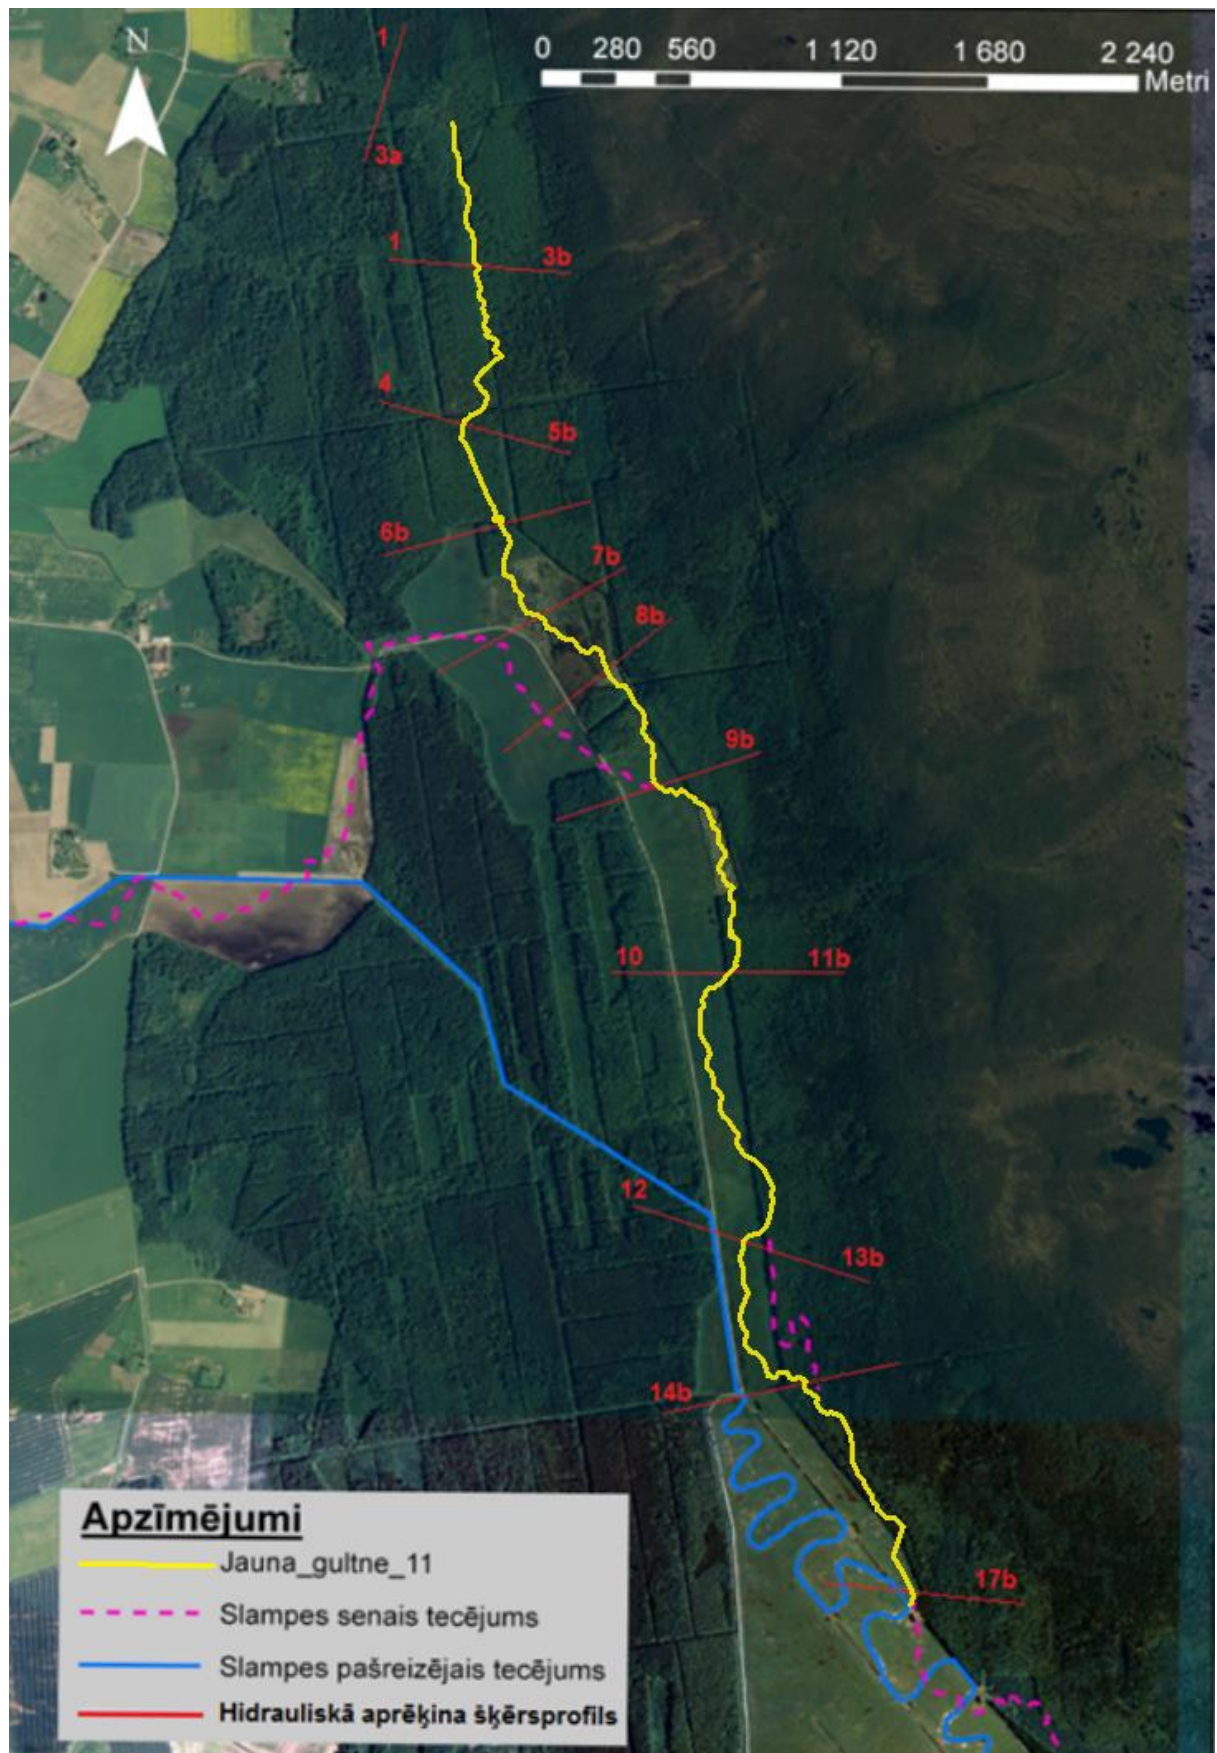 N
0 280 560 1 120 1 680 2 240
Metri
1
3a
1 3b
4
5b
6b
7b
8b
9b
10 11b
12
13b
14b
17b
Apzīmējumi
Jauna_gultne_11
Slampes senais tecējums
Slampes pašreizējais tecējums
Hidrauliskā aprēķina šķērsprofils